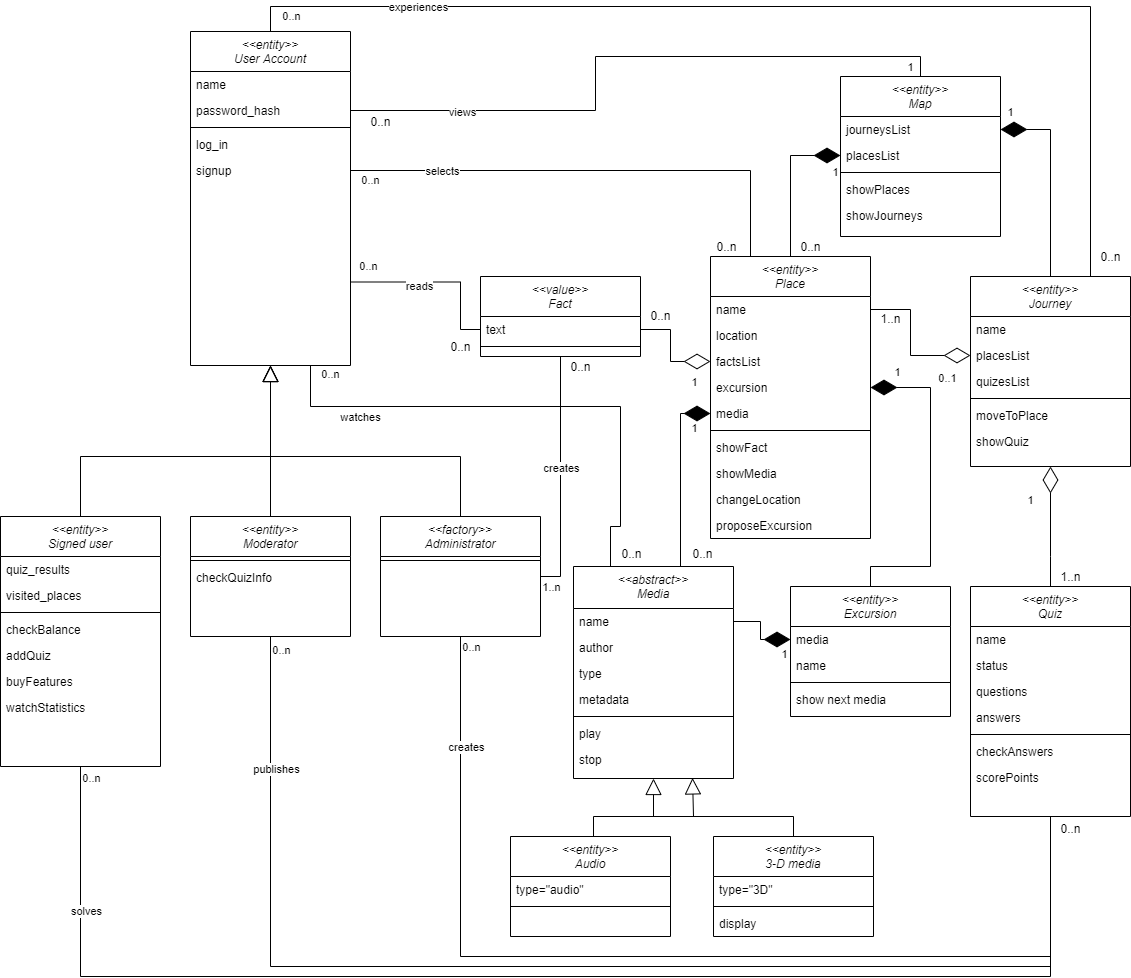 experiences
0..n
<<entity>>
User Account
name
password_hash
log_in
signup
views
0..n
1
<<entity>>
Map
journeysList
placesList
showPlaces
showJourneys
1
1
selects
0..n
0..n
0..n
0..n
reads
0..n
0..n
<<value>>
Fact
text
0..n
0..n
1
<<entity>>
Place
name
location
factsList
excursion
media
showFact
showMedia
changeLocation
proposeExcursion
1..n
0..1
1
1
<<entity>>
Journey
name
placesList
quizesList
moveToPlace
showQuiz
1
1..n
0..n
watches
creates
0..n
0..n
1..n
<<entity>>
Signed user
quiz_results
visited_places
checkBalance
addQuiz
buyFeatures
watchStatistics
0..n
<<entity>>
Moderator
checkQuizInfo
0..n
<<factory>>
Administrator
0..n
<<abstract>>
Media
name
author
type
metadata
play
stop
1
<<entity>>
Excursion
media
name
show next media
<<entity>>
Quiz
name
status
questions
answers
checkAnswers
scorePoints
0..n
creates
publishes
solves
<<entity>>
Audio
type="audio"
<<entity>>
3-D media
type="3D"
display